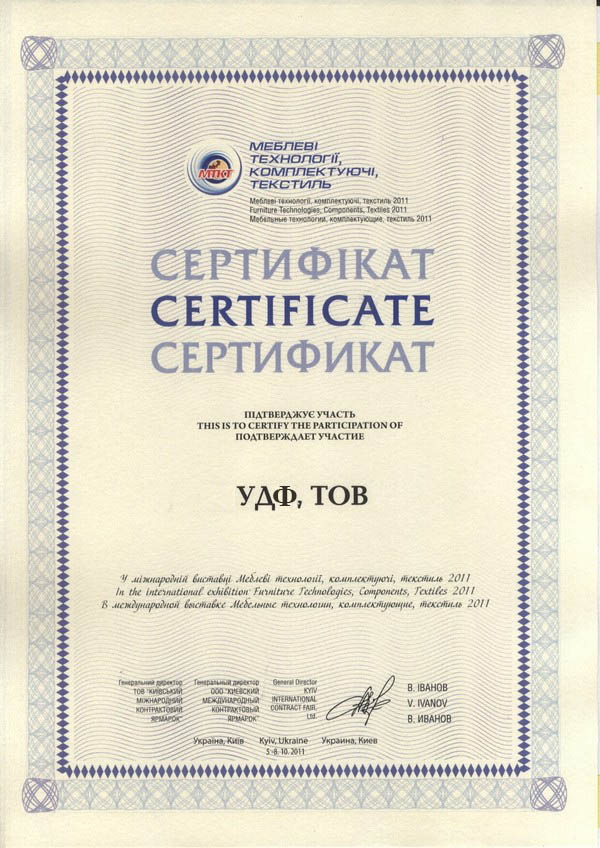 МТКТ
МЕБЛЕВІ
ТЕХНОЛОГІЇ,
КОМПЛЕКТУЮЧІ,
ТЕКСТИЛЬ
Меблеві технології, комплектуючі, текстиль 2011
Furniture Technologies, Components, Textiles 2011
Мебельные технологии, комплектующие, текстиль 2011
СЕРТИФІКАТ
CERTIFICATE
СЕРТИФИКАТ
ПІДТВЕРДЖУЄ УЧАСТЬ
THIS IS TO CERTIFY THE PARTICIPATION OF
ПОДТВЕРЖДАЕТ УЧАСТИЕ
УДФ, ТОВ
У міжнародній виставці Меблеві технології, комплектуючі, текстиль 2011
In the international exhibition Furniture Technologies, Components, Textiles 2011
В международной выставке Мебельные технологии, комплектующие, текстиль 2011
Генеральний директор
ТОВ "КИЇВСЬКИЙ
МІЖНАРОДНИЙ
КОНТРАКТОВИЙ
ЯРМАРОК"
Генеральный директор
ООО "КИЕВСКИЙ
МЕЖДУНАРОДНЫЙ
КОНТРАКТОВЫЙ
ЯРМАРОК"
General Director
KYIV
INTERNATIONAL
CONTRACT FAIR,
Ltd.
В. ІВАНОВ
V. IVANOV
В. ИВАНОВ
Україна, Київ Kyiv, Ukraine Украина, Киев
5.-8. 10. 2011